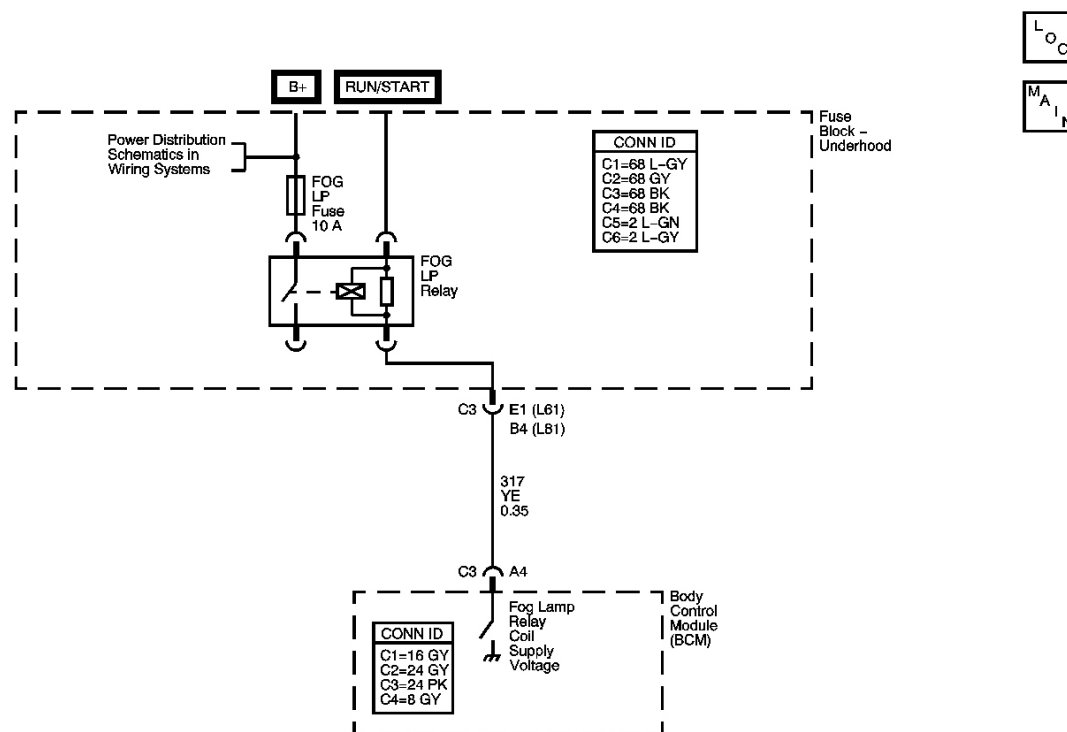 L
O
C
M
A
I
N
B+
RUN/START
Fuse
Block –
Underhood
Power Distribution
Schematics in
Wiring Systems
FOG
LP
Fuse
10 A
CONN ID
C1=68 L–GY
C2=68 GY
C3=68 BK
C4=68 BK
C5=2 L–GN
C6=2 L–GY
FOG
LP
Relay
C3
E1 (L61)
B4 (L81)
317
YE
0.35
C3
A4
Body
Control
Module
(BCM)
Fog Lamp
Relay
Coil
Supply
Voltage
CONN ID
C1=16 GY
C2=24 GY
C3=24 PK
C4=8 GY